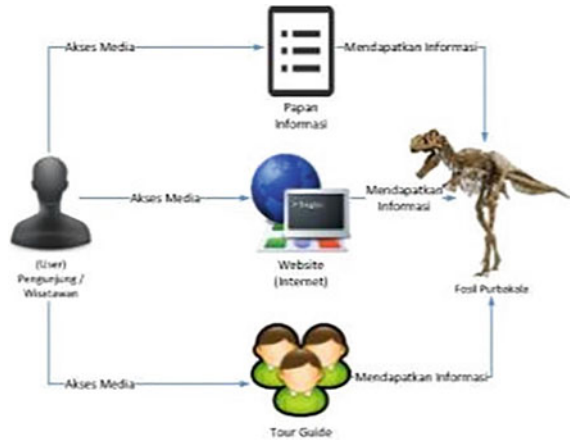 Akses Media
Mendapatkan Informasi
Papan
Informasi
Akses Media
Mendapatkan
Informasi
(User)
Pengunjung /
Wisatawan
Website
(Internet)
Fosil Purbakala
Akses Media
Mendapatkan Informasi
Tour Guide